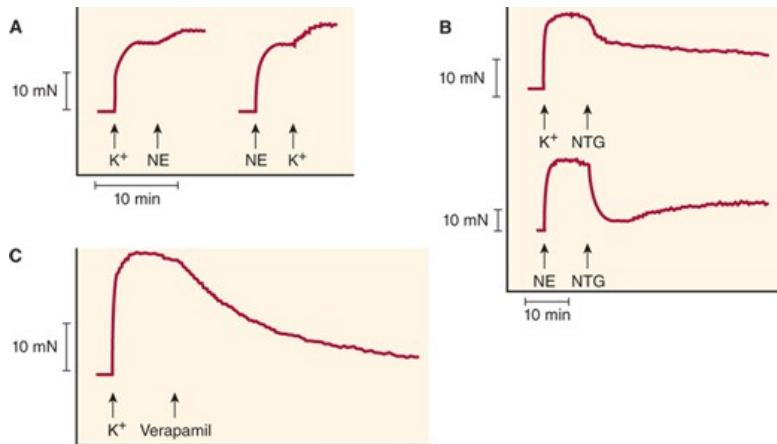 A
10 mN
K+ NE NE K+
10 min
B
10 mN
K+ NTG
10 mN
NE NTG
10 min
C
10 mN
K+ Verapamil